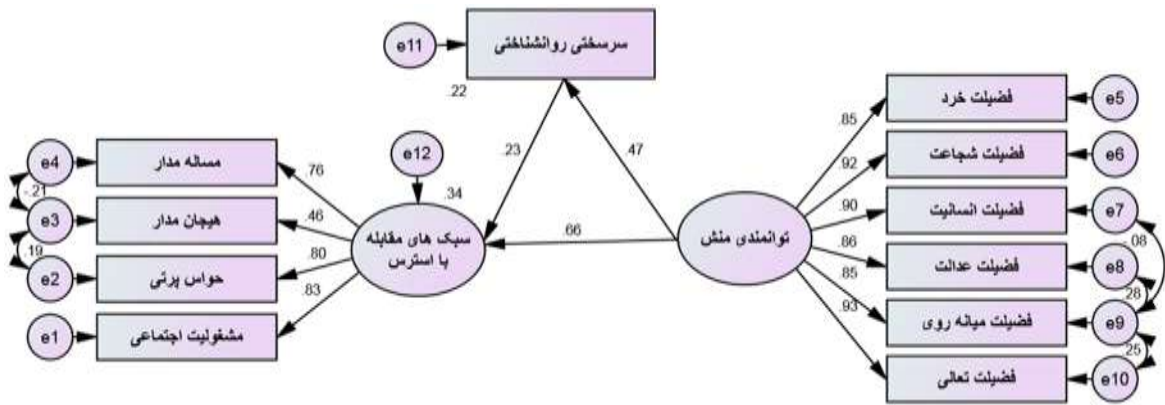 سرسختی روانشناختی
e11
.22
.23
.47
e12
.34
.66
سبک های مقابله
با استرس
توانمندی منش
e4
مساله مدار
.76
-.21
e3
هیجان مدار
.46
.19
e2
حواس پرتی
.80
e1
مشغولیت اجتماعی
.83
فضیلت خرد
e5
.85
فضیلت شجاعت
e6
.92
فضیلت انسانیت
e7
.90
-.08
فضیلت عدالت
e8
.86
.28
فضیلت میانه روی
e9
.85
.25
فضیلت تعالی
e10
.93